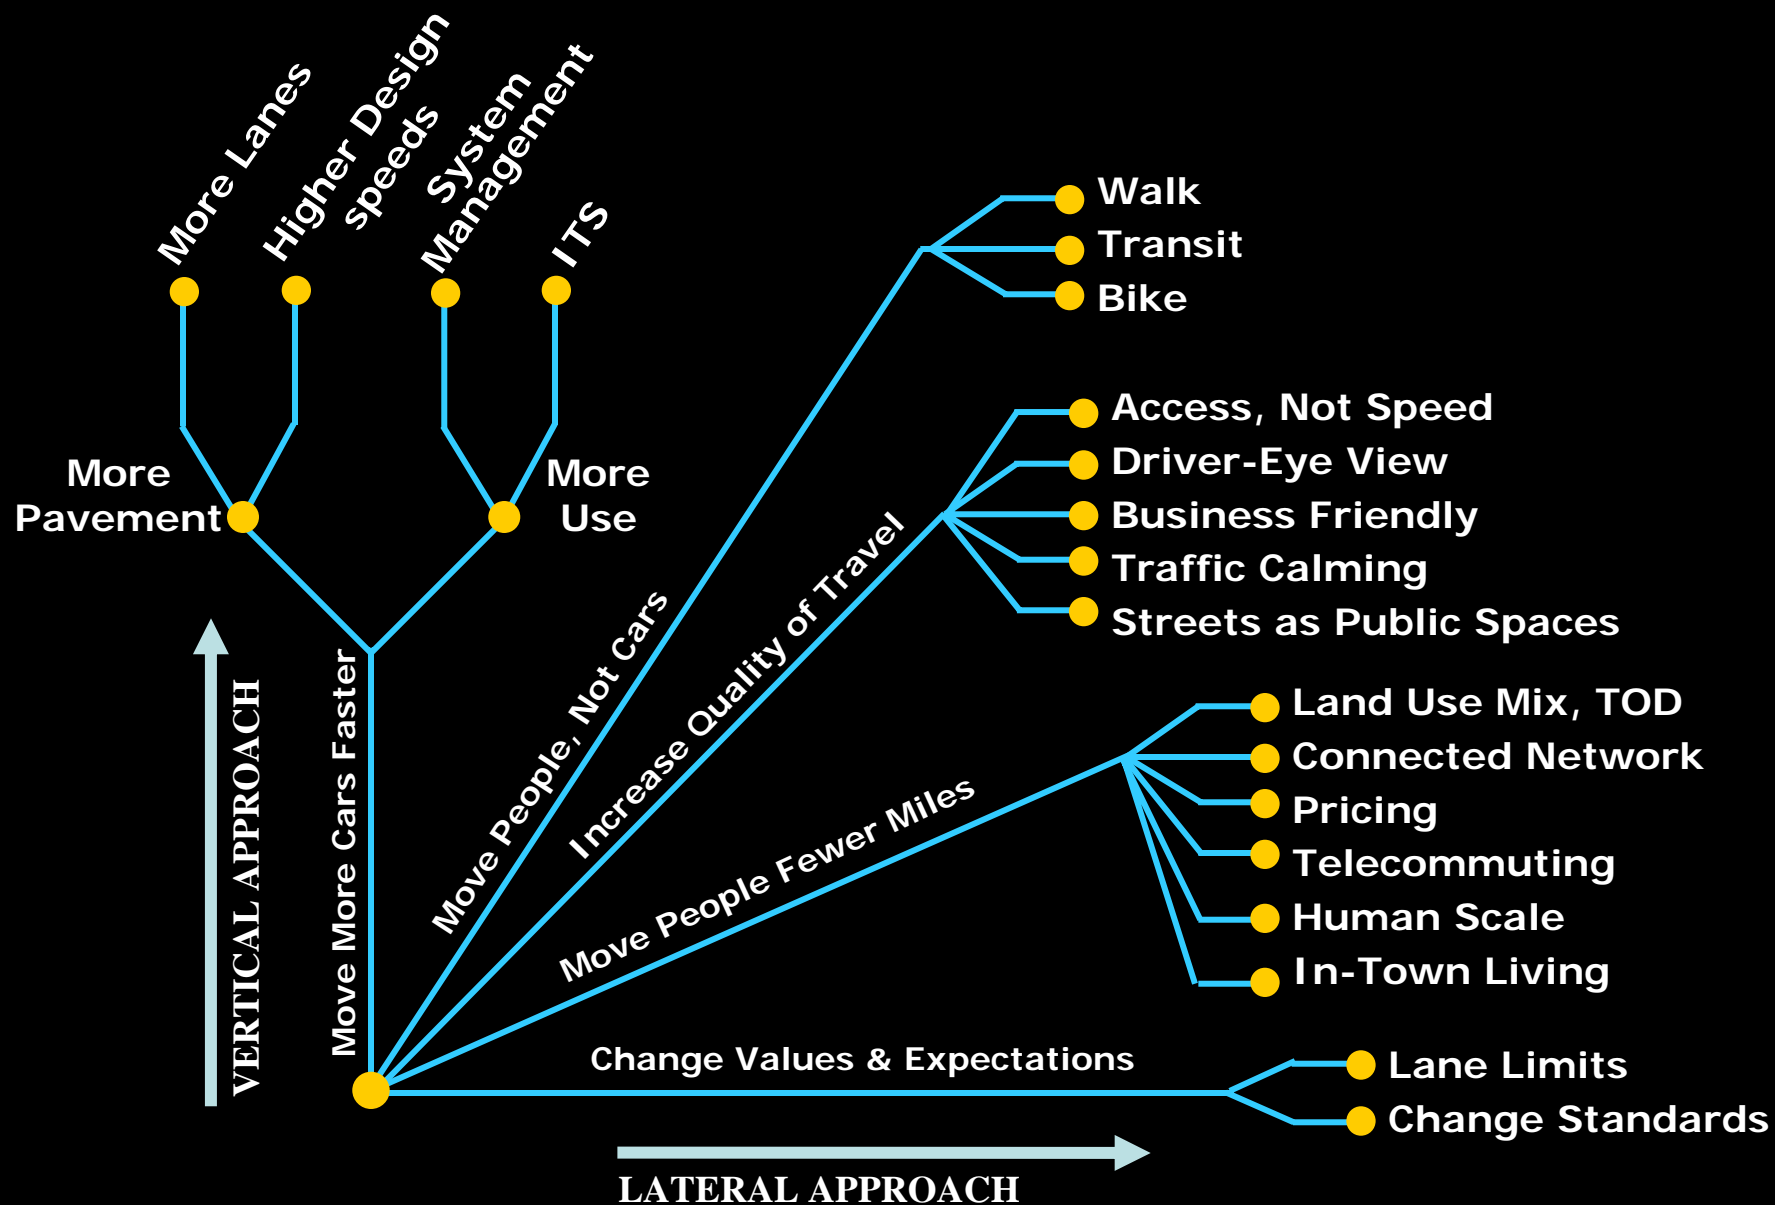 More Lanes
Higher Design
speeds
System
Management
ITS
More
Pavement
More
Use
Move More Cars Faster
VERTICAL APPROACH
Move People, Not Cars
Walk
Transit
Bike
Increase Quality of Travel
Access, Not Speed
Driver-Eye View
Business Friendly
Traffic Calming
Streets as Public Spaces
Move People Fewer Miles
Land Use Mix, TOD
Connected Network
Pricing
Telecommuting
Human Scale
In-Town Living
Change Values & Expectations
Lane Limits
Change Standards
LATERAL APPROACH